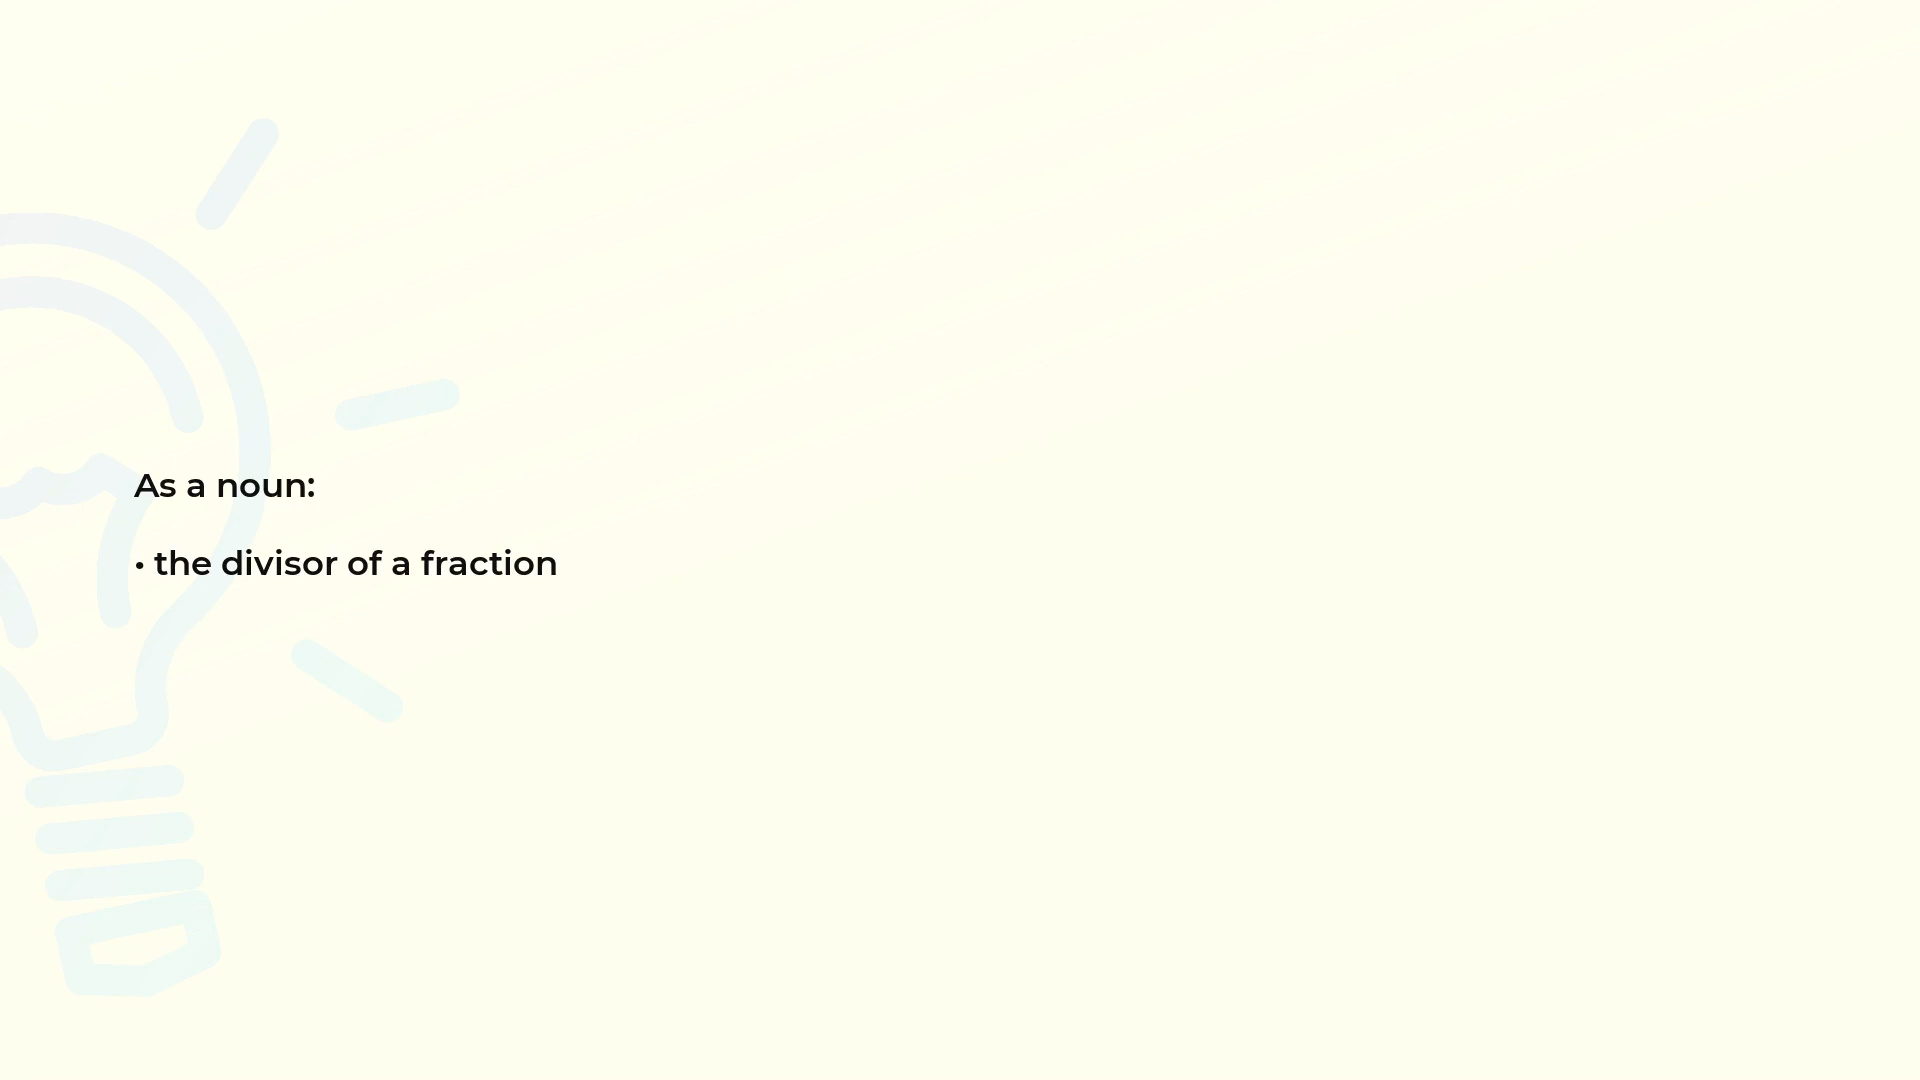 As a noun:
• the divisor of a fraction